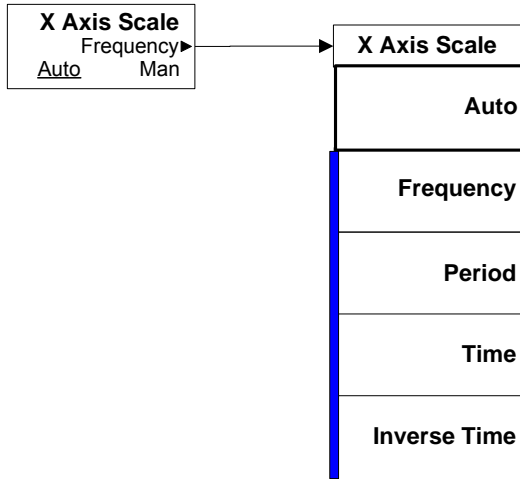 X Axis Scale
Frequency
Auto Man
X Axis Scale
Auto
Frequency
Period
Time
Inverse Time